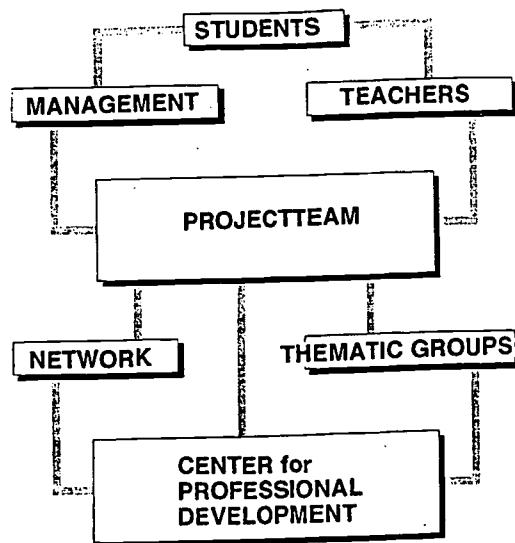 STUDENTS
MANAGEMENT
TEACHERS
PROJECTTEAM
NETWORK
THEMATIC GROUPS
CENTER for
PROFESSIONAL
DEVELOPMENT